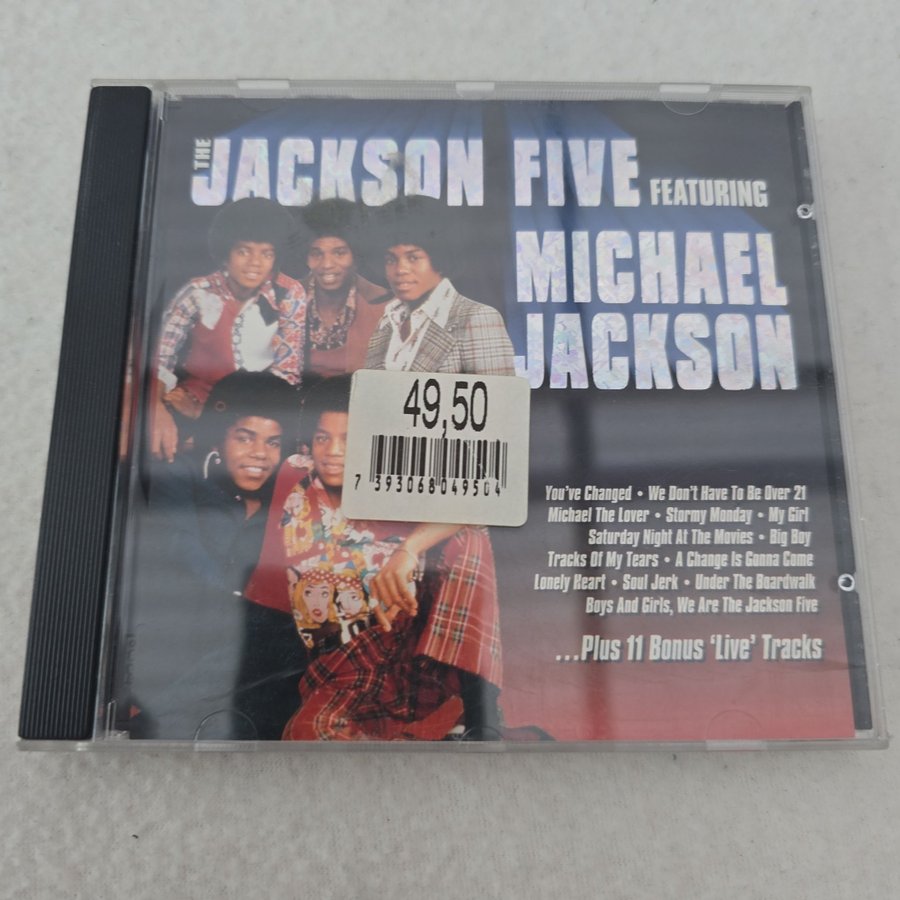 THE
JACKSON FIVE FEATURING
MICHAEL
JACKSON
49,50
7 393068 049504
You've Changed • We Don't Have To Be Over 21
Michael The Lover • Stormy Monday • My Girl
Saturday Night At The Movies • Big Boy
Tracks Of My Tears • A Change Is Gonna Come
Lonely Heart • Soul Jerk • Under The Boardwalk
Boys And Girls, We Are The Jackson Five
...Plus 11 Bonus 'Live' Tracks